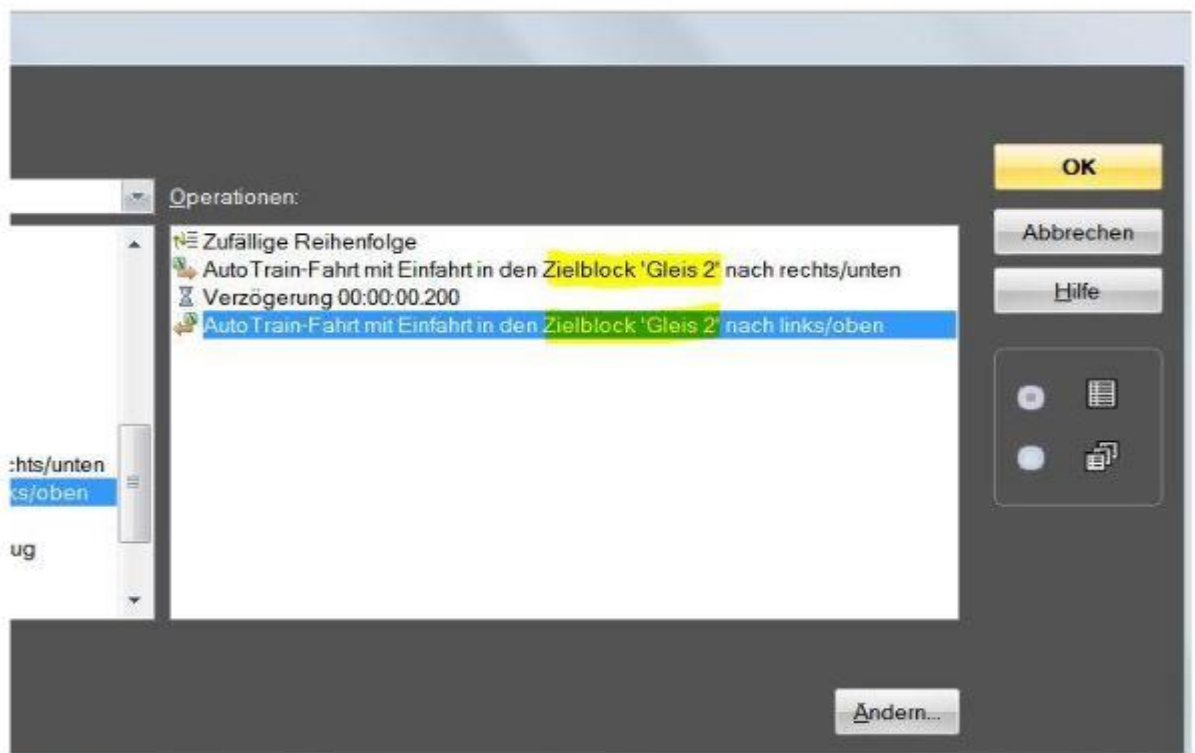 Operationen:
Zufällige Reihenfolge
AutoTrain-Fahrt mit Einfahrt in den Zielblock 'Gleis 2' nach rechts/unten
Verzögerung 00:00:00.200
AutoTrain-Fahrt mit Einfahrt in den Zielblock 'Gleis 2' nach links/oben
chts/unten
ks/oben
ug
OK
Abbrechen
Hilfe
Ändern...